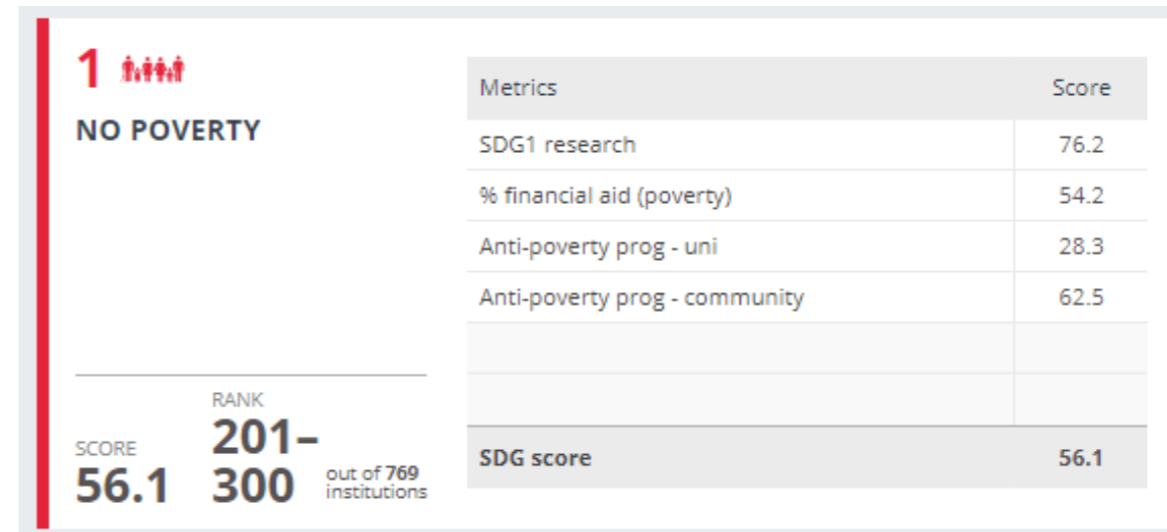 1
NO POVERTY
SCORE
56.1
RANK
201–
300
out of 769
institutions
Metrics Score
SDG1 research 76.2
% financial aid (poverty) 54.2
Anti-poverty prog - uni 28.3
Anti-poverty prog - community 62.5
SDG score 56.1